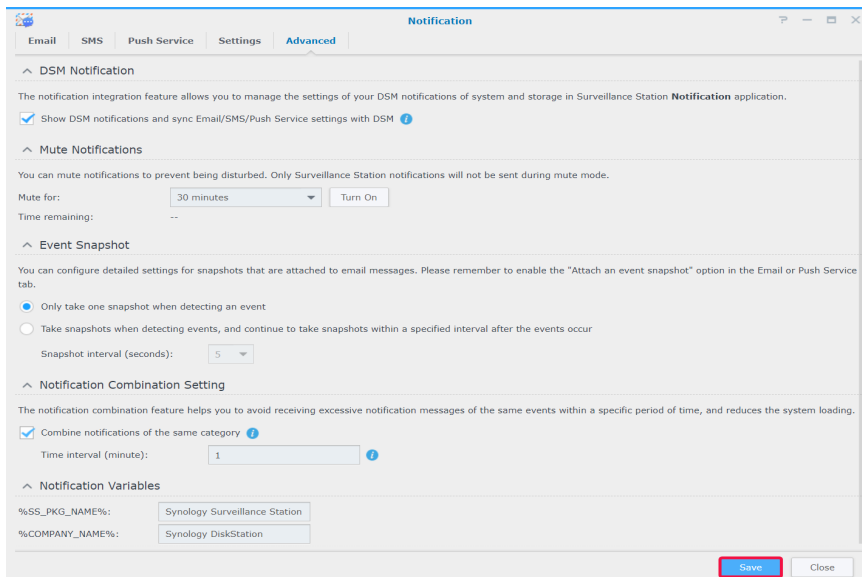 Notification
Email SMS Push Service Settings Advanced
DSM Notification
The notification integration feature allows you to manage the settings of your DSM notifications of system and storage in Surveillance Station Notification application.
Show DSM notifications and sync Email/SMS/Push Service settings with DSM
Mute Notifications
You can mute notifications to prevent being disturbed. Only Surveillance Station notifications will not be sent during mute mode.
Mute for: 30 minutes Turn On
Time remaining: --
Event Snapshot
You can configure detailed settings for snapshots that are attached to email messages. Please remember to enable the "Attach an event snapshot" option in the Email or Push Service
tab.
Only take one snapshot when detecting an event
Take snapshots when detecting events, and continue to take snapshots within a specified interval after the events occur
Snapshot interval (seconds): 5
Notification Combination Setting
The notification combination feature helps you to avoid receiving excessive notification messages of the same events within a specific period of time, and reduces the system loading.
Combine notifications of the same category
Time interval (minute): 1
Notification Variables
%SS_PKG_NAME%: Synology Surveillance Station
%COMPANY_NAME%: Synology DiskStation
Save Close